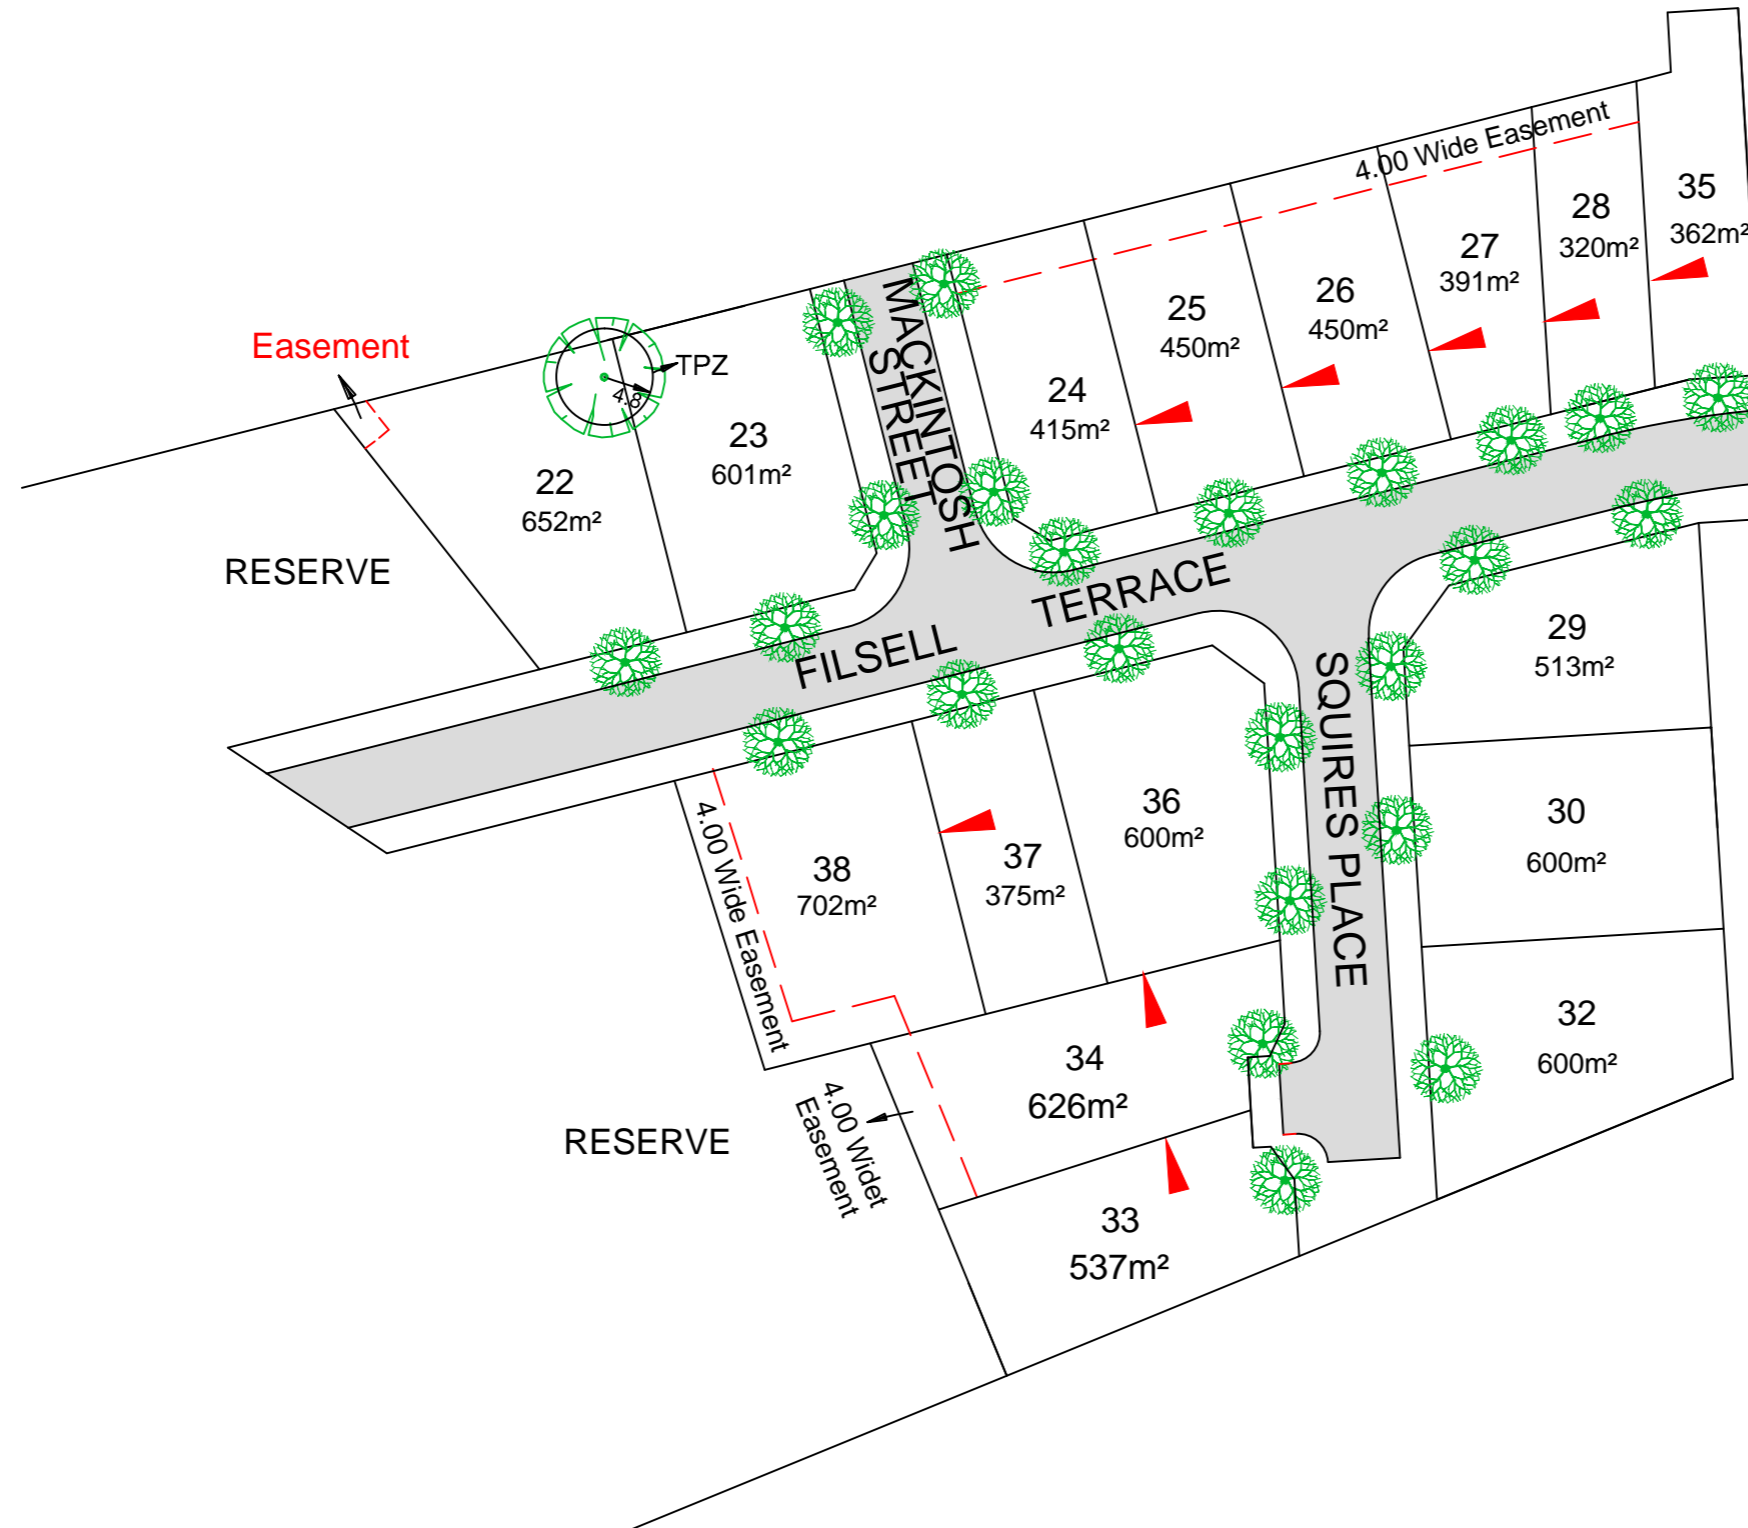 4.00 Wide Easement
35
362m²
28
320m²
27
391m²
26
450m²
25
450m²
24
415m²
MACKINTOSH
STREET
Easement
TPZ
4.8
23
601m²
22
652m²
RESERVE
FILSELL TERRACE
SQUIRES PLACE
29
513m²
30
600m²
32
600m²
36
600m²
37
375m²
38
702m²
4.00 Wide Easement
34
626m²
4.00 Widet
Easement
RESERVE
33
537m²